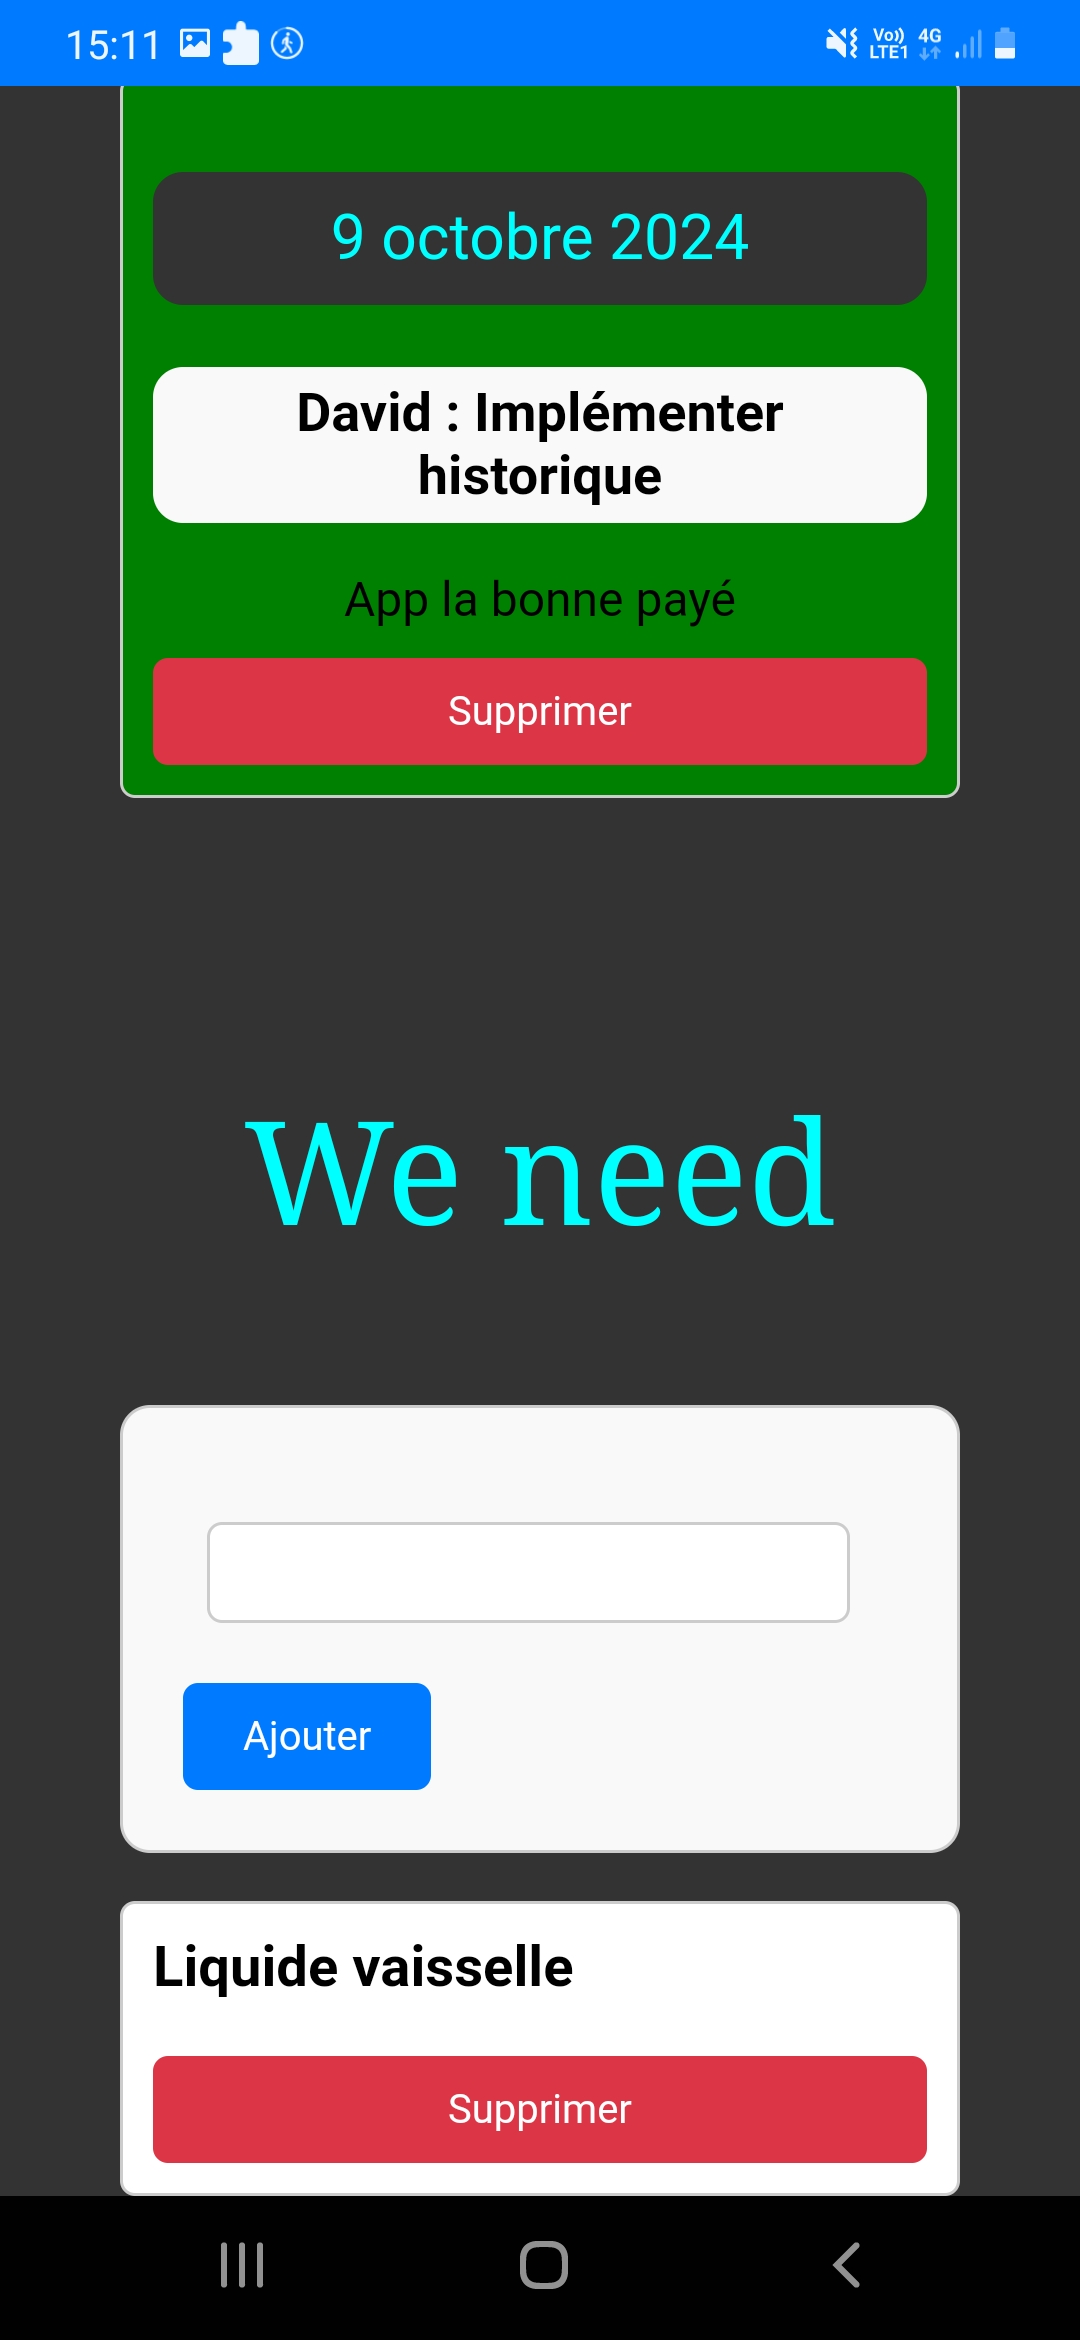 15:11
Vo)) LTE1 4G
9 octobre 2024
David : Implémenter
historique
App la bonne payé
Supprimer
We need
Ajouter
Liquide vaisselle
Supprimer